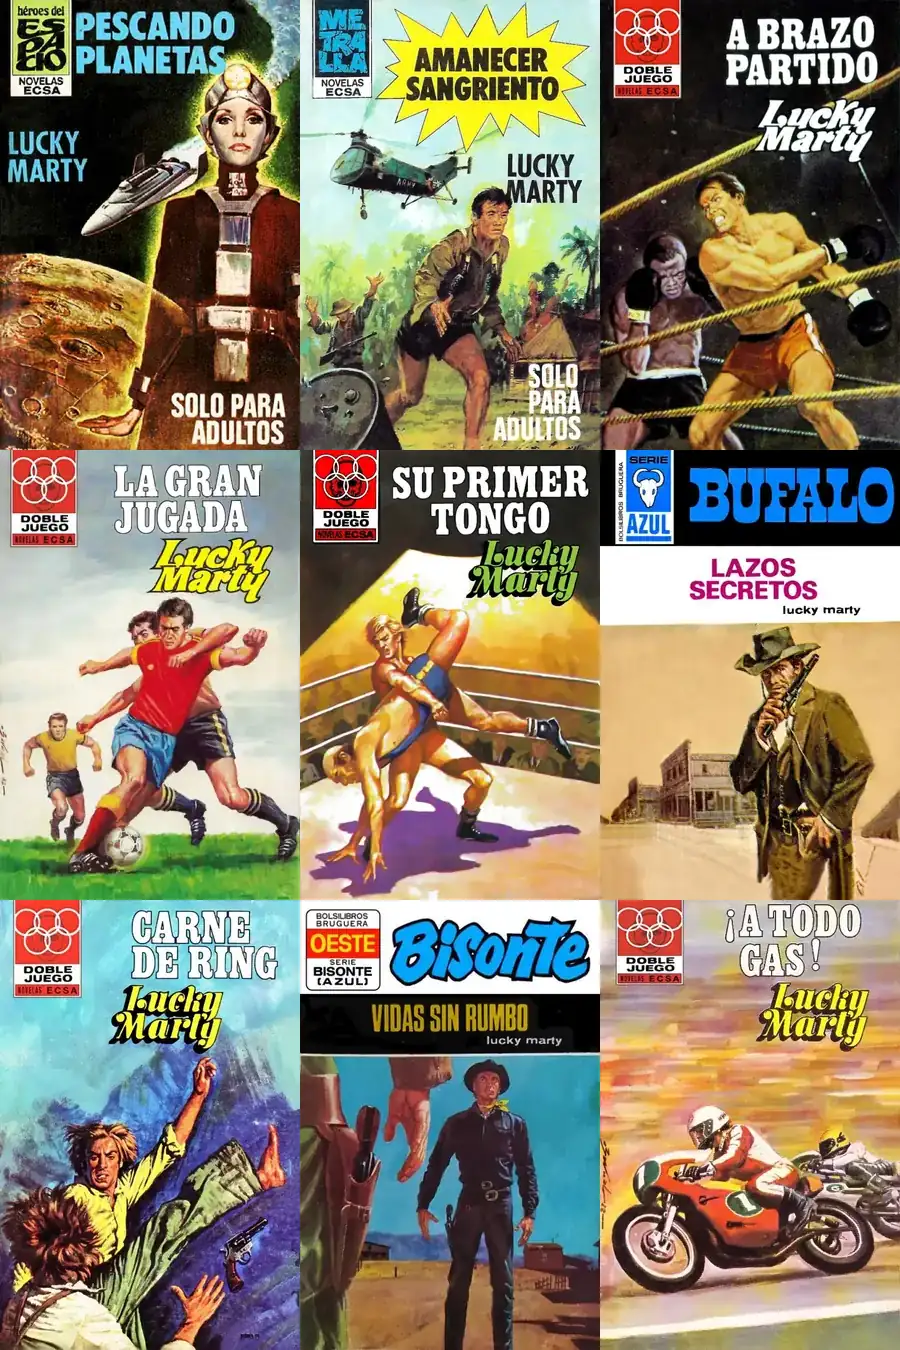 héroes del
ESPACIO
NOVELAS
ECSA
PESCANDO
PLANETAS
LUCKY
MARTY
SOLO PARA
ADULTOS
METRALLA
NOVELAS
ECSA
AMANECER
SANGRIENTO
LUCKY
MARTY
ARMY
SOLO
PARA
ADULTOS
DOBLE
JUEGO
NOVELAS ECSA
A BRAZO
PARTIDO
Lucky
Marty
DOBLE
JUEGO
NOVELAS ECSA
LA GRAN
JUGADA
Lucky
Marty
DOBLE
JUEGO
NOVELAS ECSA
SU PRIMER
TONGO
Lucky
Marty
BOLSILIBROS BRUGUERA
SERIE
AZUL
BUFALO
LAZOS
SECRETOS
lucky marty
DOBLE
JUEGO
NOVELAS ECSA
CARNE
DE RING
Lucky
Marty
BOLSILIBROS
BRUGUERA
OESTE
SERIE
BISONTE
(AZUL)
Bisonte
VIDAS SIN RUMBO
lucky marty
DOBLE
JUEGO
NOVELAS ECSA
¡A TODO
GAS!
Lucky
Marty
1